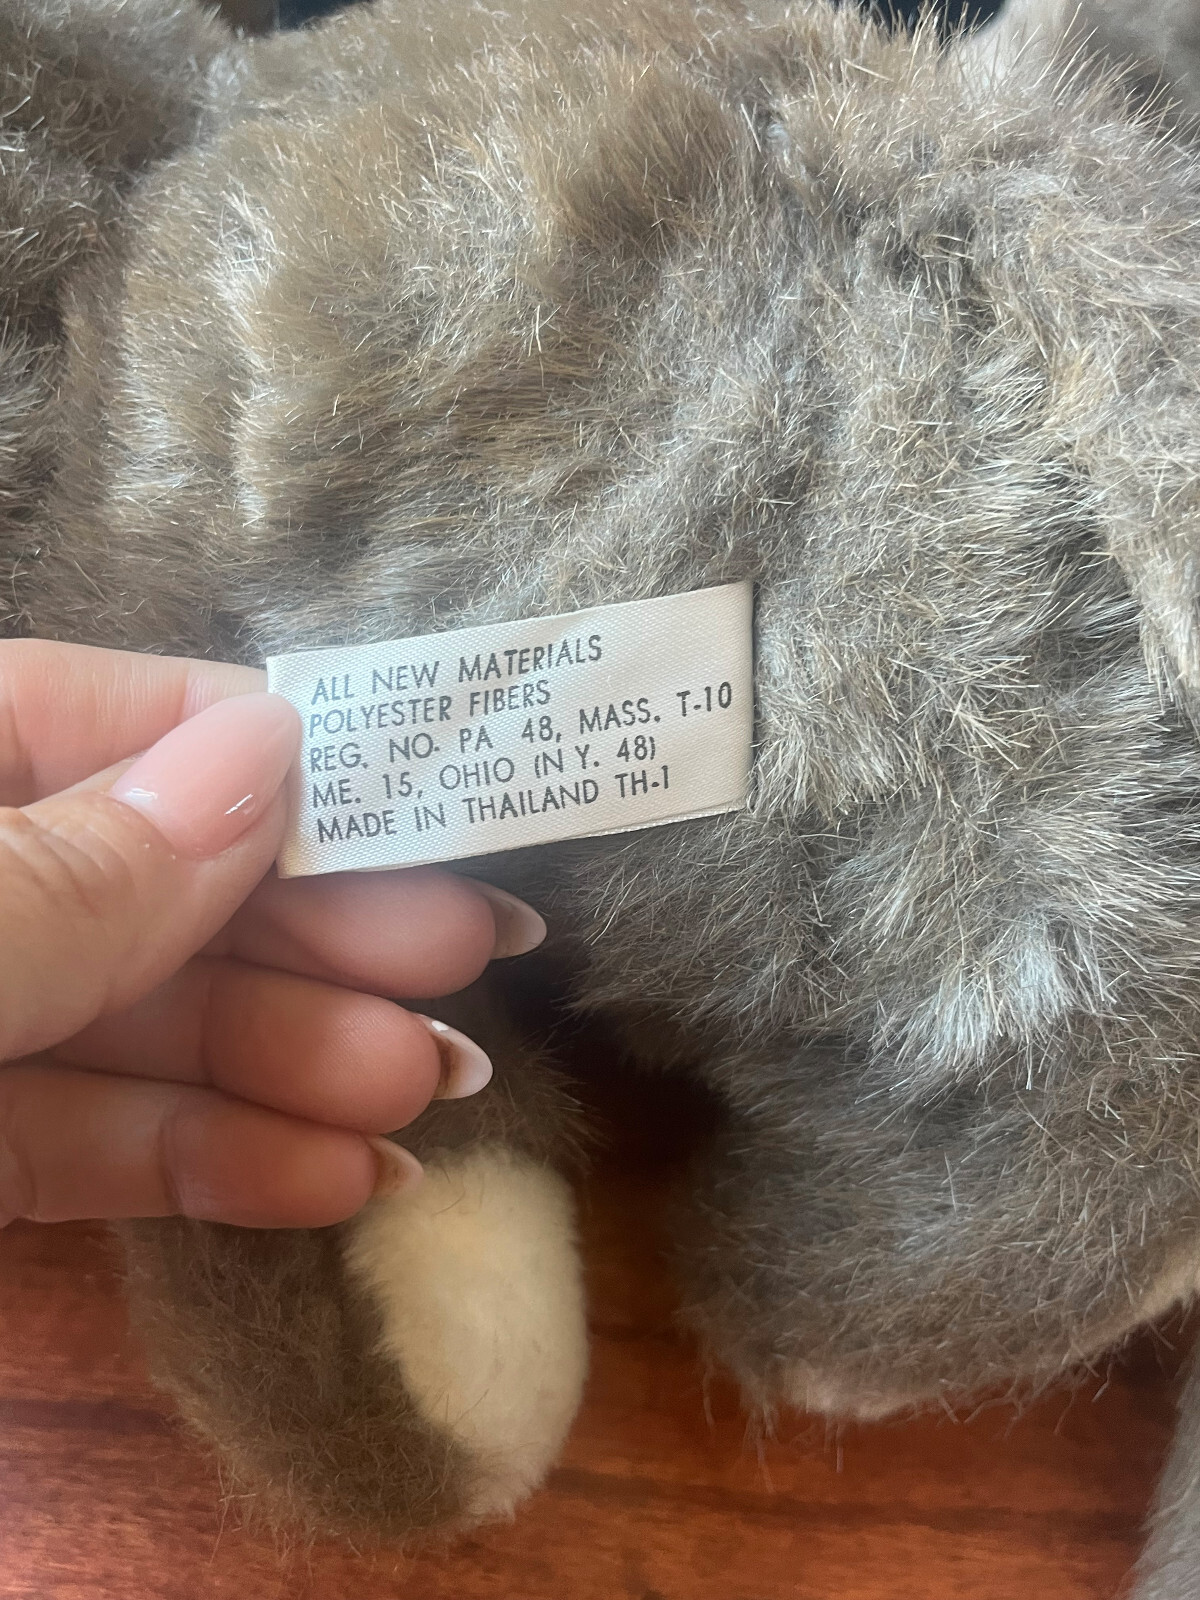 ALL NEW MATERIALS
POLYESTER FIBERS
REG. NO. PA 48, MASS. T-10
ME. 15, OHIO (N Y. 48)
MADE IN THAILAND TH-1